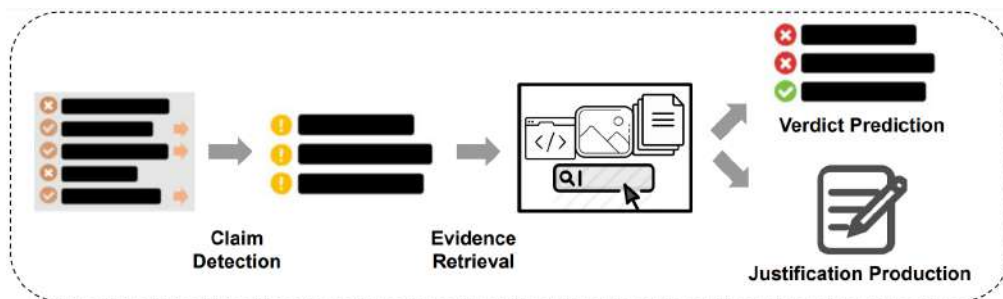 Claim
Detection
Evidence
Retrieval
</>
Verdict Prediction
Justification Production